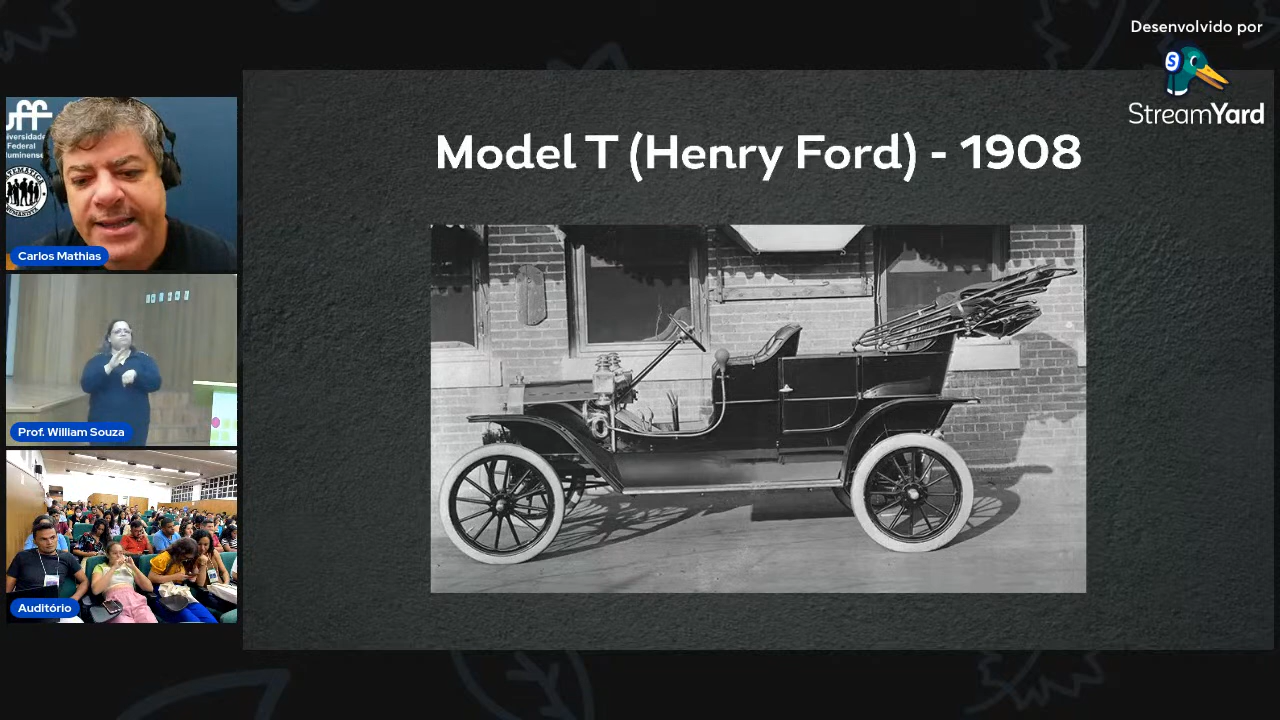 Desenvolvido por
StreamYard
Model T (Henry Ford) - 1908
uff
Universidade
Federal
Fluminense
Carlos Mathias
Prof. William Souza
Auditório